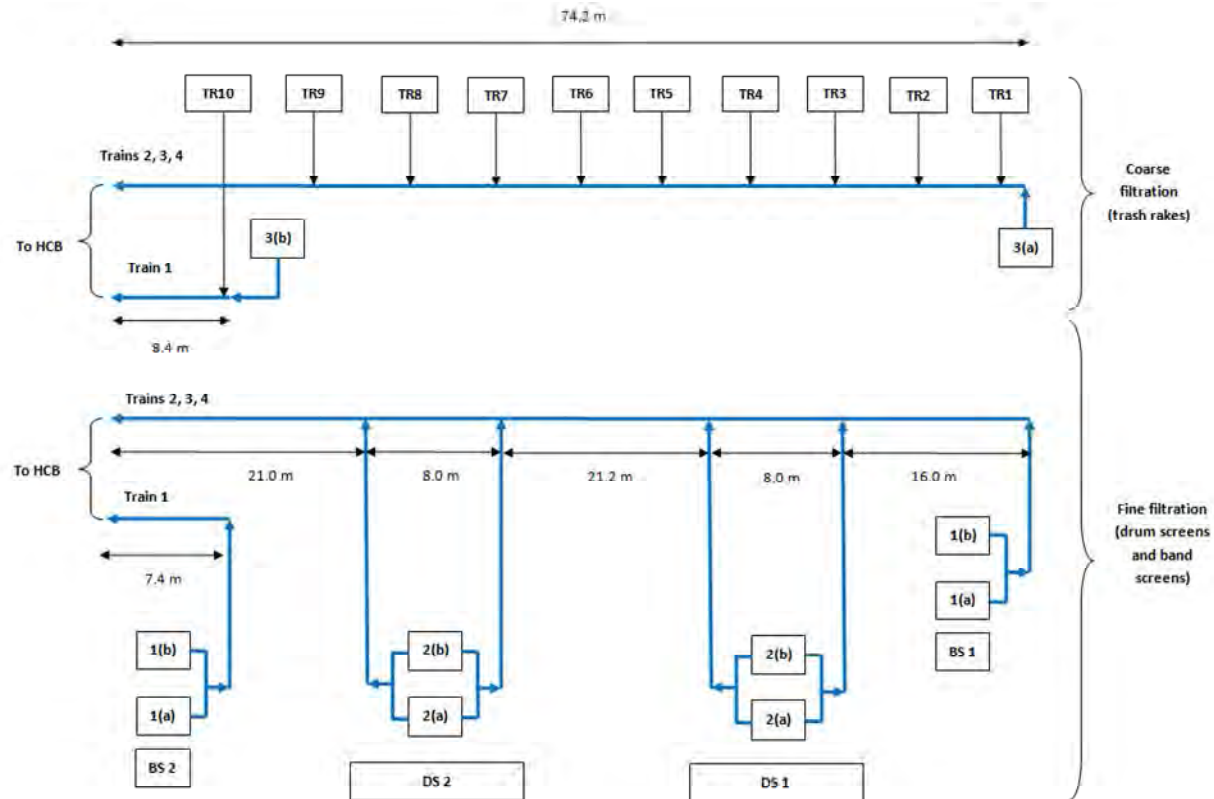 74.2 m
TR10
TR9
TR8
TR7
TR6
TR5
TR4
TR3
TR2
TR1
Trains 2, 3, 4
Coarse
filtration
(trash rakes)
To HCB
3(b)
3(a)
Train 1
8.4 m
Trains 2, 3, 4
21.0 m
8.0 m
21.2 m
8.0 m
16.0 m
To HCB
Train 1
7.4 m
Fine filtration
(drum screens
and band
screens)
1(b)
1(a)
BS 1
1(b)
1(a)
BS 2
2(b)
2(a)
DS 2
2(b)
2(a)
DS 1